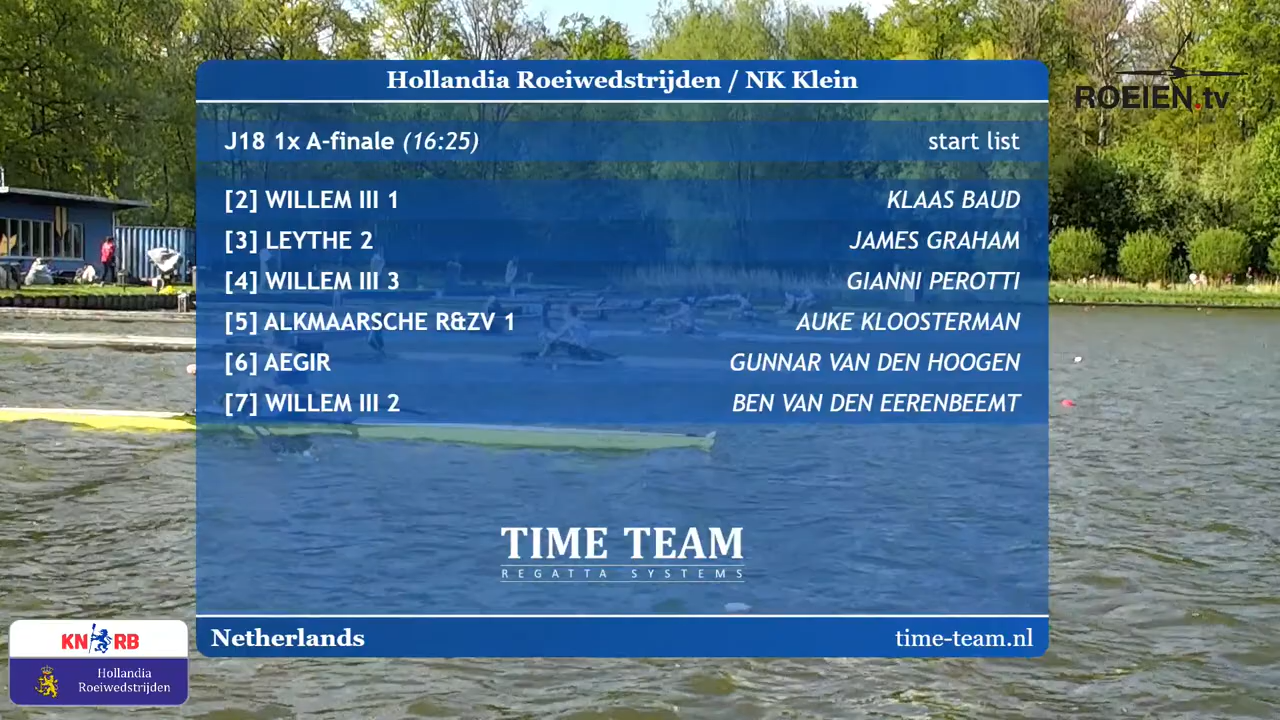 Hollandia Roeiwedstrijden / NK Klein
ROEIEN.tv
J18 1x A-finale (16:25) start list
[2] WILLEM III 1 KLAAS BAUD
[3] LEYTHE 2 JAMES GRAHAM
[4] WILLEM III 3 GIANNI PEROTTI
[5] ALKMAARSCHE R&ZV 1 AUKE KLOOSTERMAN
[6] AEGIR GUNNAR VAN DEN HOOGEN
[7] WILLEM III 2 BEN VAN DEN EERENBEEMT
TIME TEAM
REGATTA SYSTEMS
Netherlands time-team.nl
KNRB
Hollandia
Roeiwedstrijden